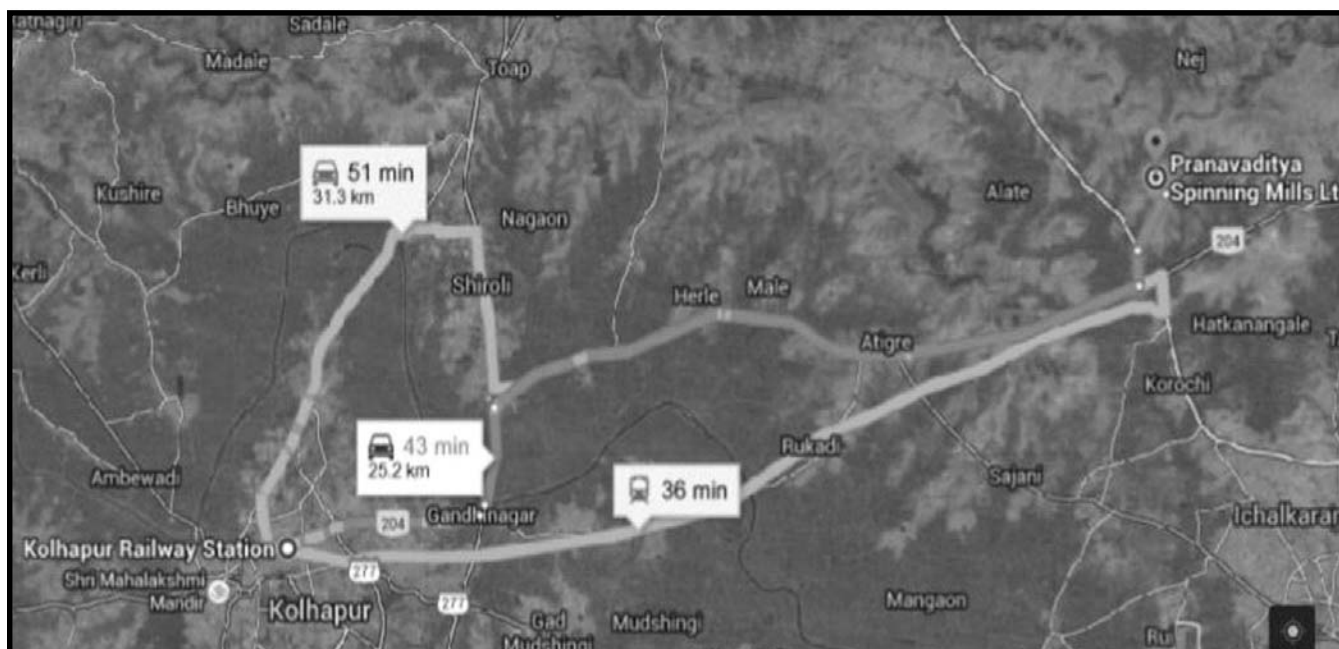 Sadale
Madale
Toap
Nej
51 min
31.3 km
Pranavaditya
Spinning Mills Lt
Kushire
Bhuye
Nagaon
Alate
204
Kerli
Shiroli
Herle
Male
Hatkanangale
Atigre
Korochi
43 min
25.2 km
Rukadi
Ambewadi
36 min
Sajani
204
Gandhinagar
Ichalkaran
Kolhapur Railway Station
277
Shri Mahalakshmi
Mandir
Kolhapur
277
Mangaon
Gad
Mudshingi
Mudshingi
Rui